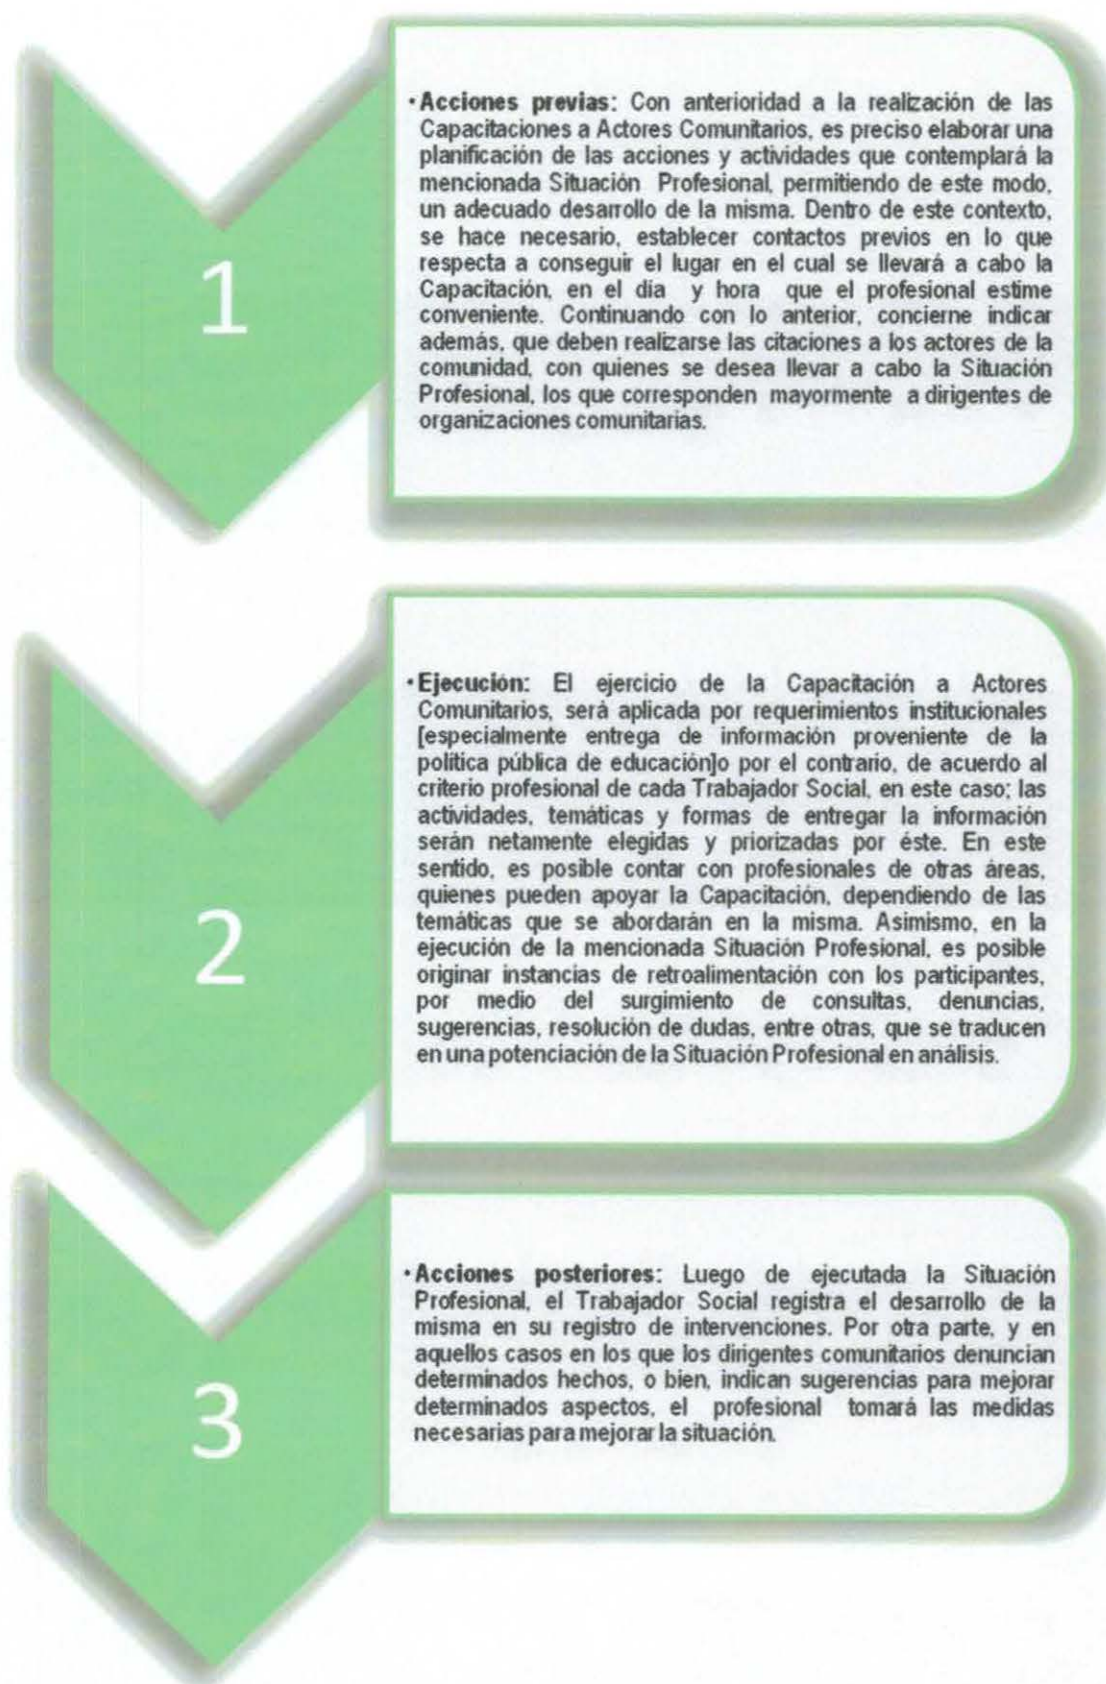 1
•Acciones previas: Con anterioridad a la realización de las
Capacitaciones a Actores Comunitarios, es preciso elaborar una
planificación de las acciones y actividades que contemplará la
mencionada Situación Profesional, permitiendo de este modo,
un adecuado desarrollo de la misma. Dentro de este contexto,
se hace necesario, establecer contactos previos en lo que
respecta a conseguir el lugar en el cual se llevará a cabo la
Capacitación, en el día y hora que el profesional estime
conveniente. Continuando con lo anterior, concierne indicar
además, que deben realizarse las citaciones a los actores de la
comunidad, con quienes se desea llevar a cabo la Situación
Profesional, los que corresponden mayormente a dirigentes de
organizaciones comunitarias.
2
•Ejecución: El ejercicio de la Capacitación a Actores
Comunitarios, será aplicada por requerimientos institucionales
[especialmente entrega de información proveniente de la
política pública de educación]o por el contrario, de acuerdo al
criterio profesional de cada Trabajador Social, en este caso; las
actividades, temáticas y formas de entregar la información
serán netamente elegidas y priorizadas por éste. En este
sentido, es posible contar con profesionales de otras áreas,
quienes pueden apoyar la Capacitación, dependiendo de las
temáticas que se abordarán en la misma. Asimismo, en la
ejecución de la mencionada Situación Profesional, es posible
originar instancias de retroalimentación con los participantes,
por medio del surgimiento de consultas, denuncias,
sugerencias, resolución de dudas, entre otras, que se traducen
en una potenciación de la Situación Profesional en análisis.
3
•Acciones posteriores: Luego de ejecutada la Situación
Profesional, el Trabajador Social registra el desarrollo de la
misma en su registro de intervenciones. Por otra parte, y en
aquellos casos en los que los dirigentes comunitarios denuncian
determinados hechos, o bien, indican sugerencias para mejorar
determinados aspectos, el profesional tomará las medidas
necesarias para mejorar la situación.